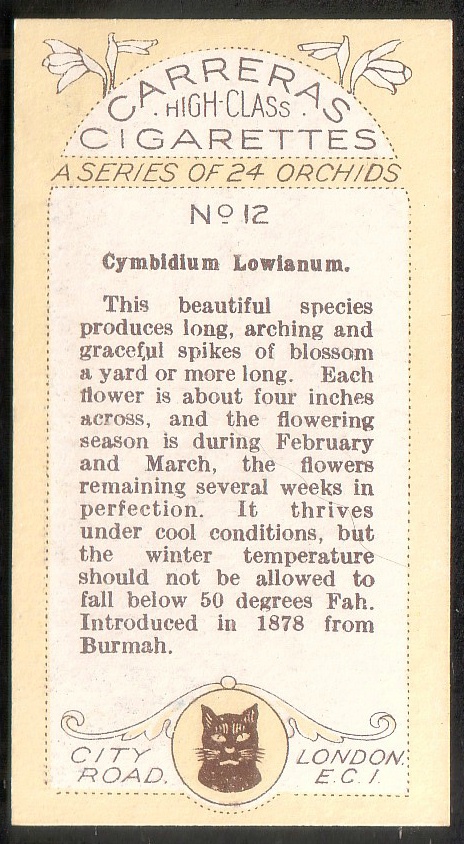 CARRERAS
HIGH-CLASS
CIGARETTES
A SERIES OF 24 ORCHIDS
No 12
Cymbidium Lowianum.
This beautiful species
produces long, arching and
graceful spikes of blossom
a yard or more long. Each
flower is about four inches
across, and the flowering
season is during February
and March, the flowers
remaining several weeks in
perfection. It thrives
under cool conditions, but
the winter temperature
should not be allowed to
fall below 50 degrees Fah.
Introduced in 1878 from
Burmah.
CITY ROAD,
LONDON.
E.C.1.